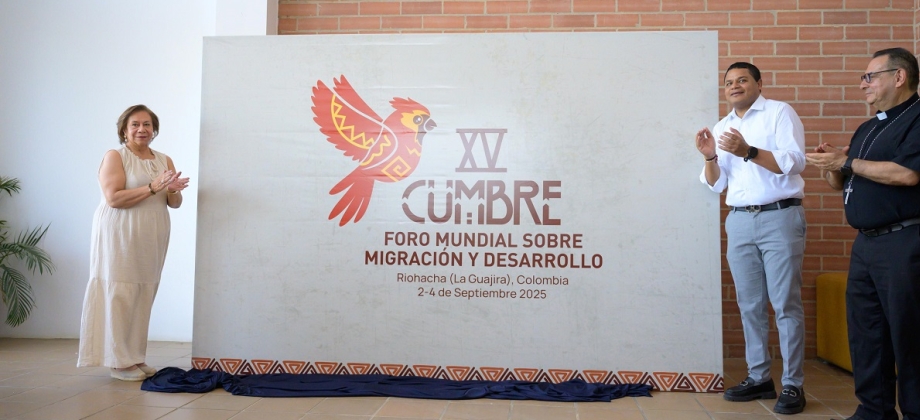 XV
CUMBRE
FORO MUNDIAL SOBRE
MIGRACIÓN Y DESARROLLO
Riohacha (La Guajira), Colombia
2-4 de Septiembre 2025